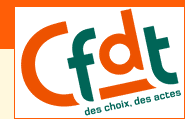 Cfdt
des choix, des actes